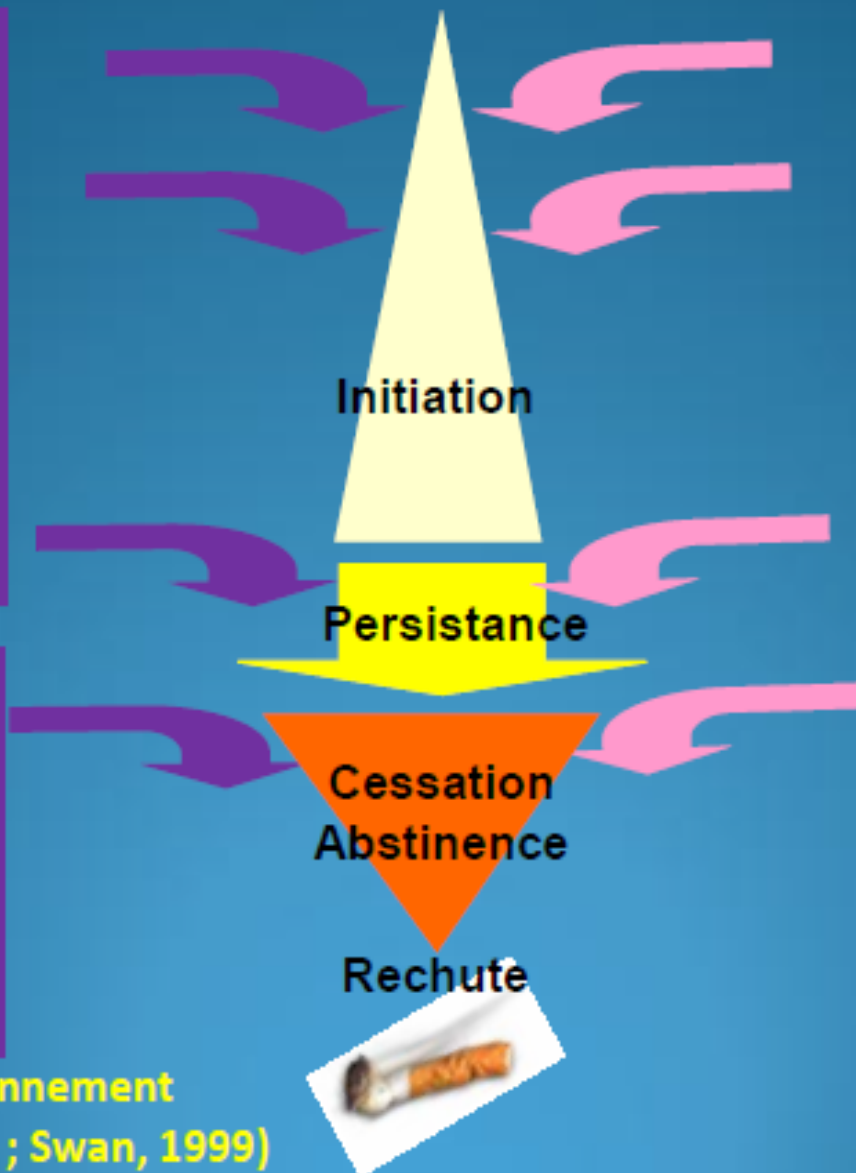 Initiation
Persistance
Cessation
Abstinence
Rechute
nnement
; Swan, 1999)